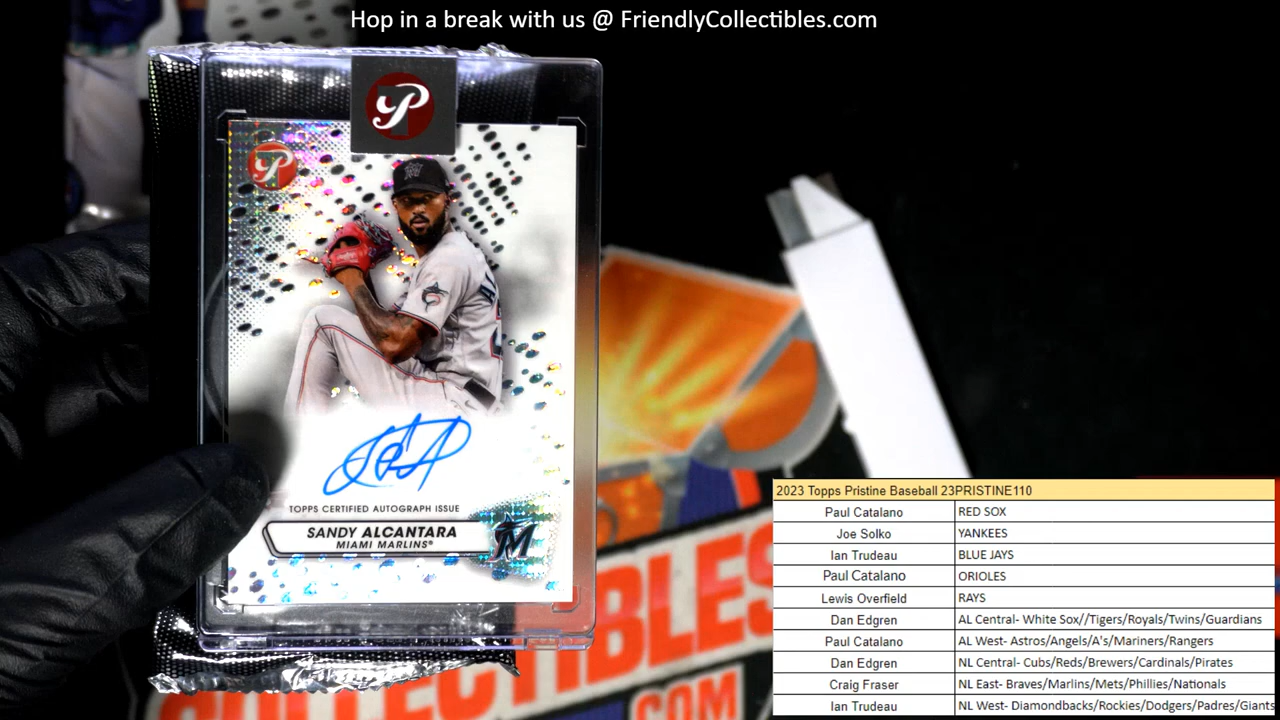 Hop in a break with us @ FriendlyCollectibles.com
P
P
TOPPS CERTIFIED AUTOGRAPH ISSUE
SANDY ALCANTARA
MIAMI MARLINS®
M
COLLECTIBLES
.COM
2023 Topps Pristine Baseball 23PRISTINE110
Paul Catalano RED SOX
Joe Solko YANKEES
Ian Trudeau BLUE JAYS
Paul Catalano ORIOLES
Lewis Overfield RAYS
Dan Edgren AL Central- White Sox//Tigers/Royals/Twins/Guardians
Paul Catalano AL West- Astros/Angels/A's/Mariners/Rangers
Dan Edgren NL Central- Cubs/Reds/Brewers/Cardinals/Pirates
Craig Fraser NL East- Braves/Marlins/Mets/Phillies/Nationals
Ian Trudeau NL West- Diamondbacks/Rockies/Dodgers/Padres/Giants